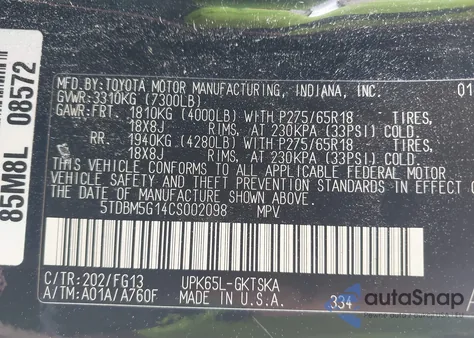 85M8L 08572
MFD. BY: TOYOTA MOTOR MANUFACTURING, INDIANA, INC. 01
GVWR: 3310KG (7300LB)
GAWR: FRT. 1810KG (4000LB) WITH P275/65R18 TIRES,
18X8J RIMS, AT 230KPA (33PSI) COLD.
RR. 1940KG (4280LB) WITH P275/65R18 TIRES,
18X8J RIMS, AT 230KPA (33PSI) COLD.
THIS VEHICLE CONFORMS TO ALL APPLICABLE FEDERAL MOTOR
VEHICLE SAFETY AND THEFT PREVENTION STANDARDS IN EFFECT
THE DATE OF MANUFACTURE SHOWN ABOVE.
5TDBM5G14CS002098 MPV
C/TR: 202/FG13 UPK65L-GKTSKA
A/TM: A01A/A760F MADE IN U.S.A. 334 A
autoSnap